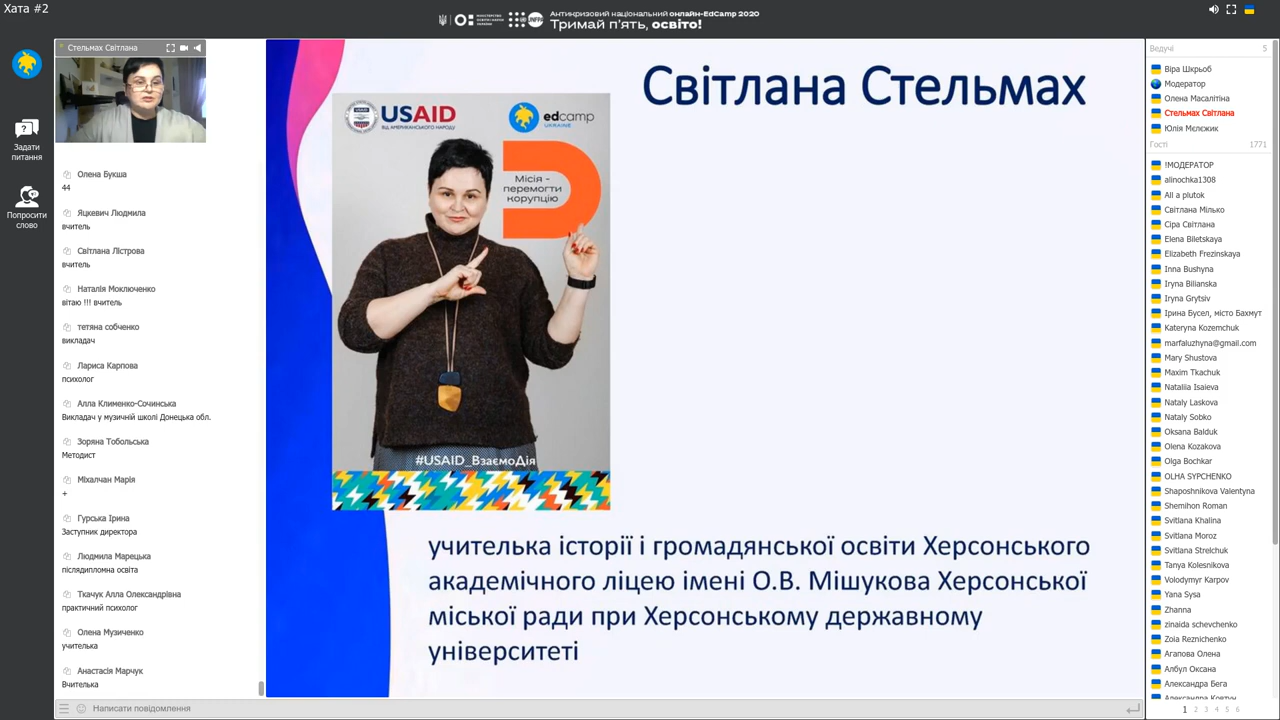 Хата #2
МІНІСТЕРСТВО
ОСВІТИ І НАУКИ
УКРАЇНИ
UNFPA
Антикризовий національний онлайн-EdCamp 2020
Тримай п'ять, освіто!
Задати
питання
Попросити
слово
Стельмах Світлана
Олена Букша
44
Яцкевич Людмила
вчитель
Світлана Лістрова
вчитель
Наталія Моключенко
вітаю !!! вчитель
тетяна собченко
викладач
Лариса Карпова
психолог
Алла Клименко-Сочинська
Викладач у музичній школі Донецька обл.
Зоряна Тобольська
Методист
Міхалчан Марія
+
Гурська Ірина
Заступник директора
Людмила Марецька
післядипломна освіта
Ткачук Алла Олександрівна
практичний психолог
Олена Музиченко
учителька
Анастасія Марчук
Вчителька
Написати повідомлення
Світлана Стельмах
USAID
ВІД АМЕРИКАНСЬКОГО НАРОДУ
edcamp
UKRAINE
Місія -
перемогти
корупцію
#USAID_ВзаємоДія
учителька історії і громадянської освіти Херсонського
академічного ліцею імені О.В. Мішукова Херсонської
міської ради при Херсонському державному
університеті
Ведучі 5
Віра Шкрьоб
Модератор
Олена Масалітіна
Стельмах Світлана
Юлія Мєлєжик
Гості 1771
!МОДЕРАТОР
alinochka1308
All a plutok
Світлана Мілько
Сіра Світлана
Elena Biletskaya
Elizabeth Frezinskaya
Inna Bushyna
Iryna Bilianska
Iryna Grytsiv
Ірина Бусел, місто Бахмут
Kateryna Kozemchuk
marfaluzhyna@gmail.com
Mary Shustova
Maxim Tkachuk
Nataliia Isaieva
Nataly Laskova
Nataly Sobko
Oksana Balduk
Olena Kozakova
Olga Bochkar
OLHA SYPCHENKO
Shaposhnikova Valentyna
Shemihon Roman
Svitlana Khalina
Svitlana Moroz
Svitlana Strelchuk
Tanya Kolesnikova
Volodymyr Karpov
Yana Sysa
Zhanna
zinaida schevchenko
Zoia Reznichenko
Агапова Олена
Албул Оксана
Александра Бега
Александра Ковтун
1 2 3 4 5 6